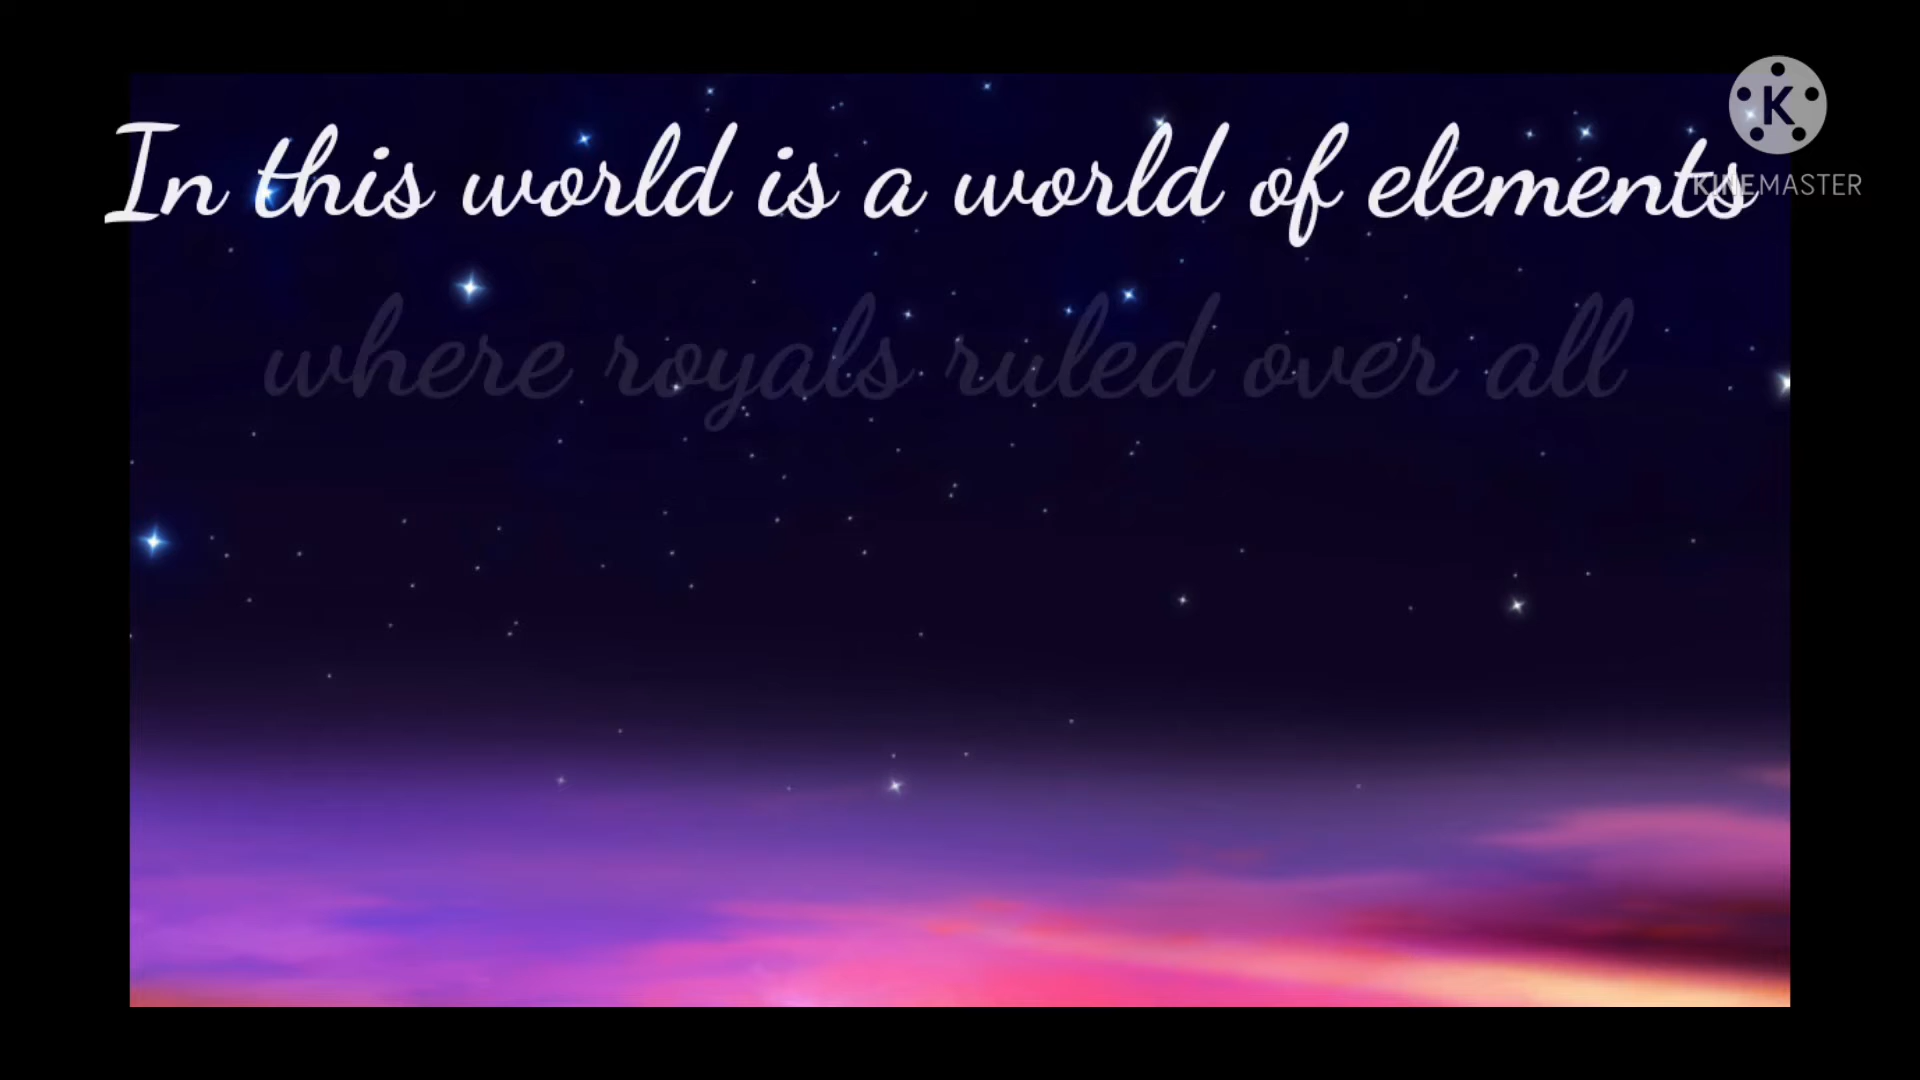 In this world is a world of elements
where royals ruled over all
K
KINEMASTER